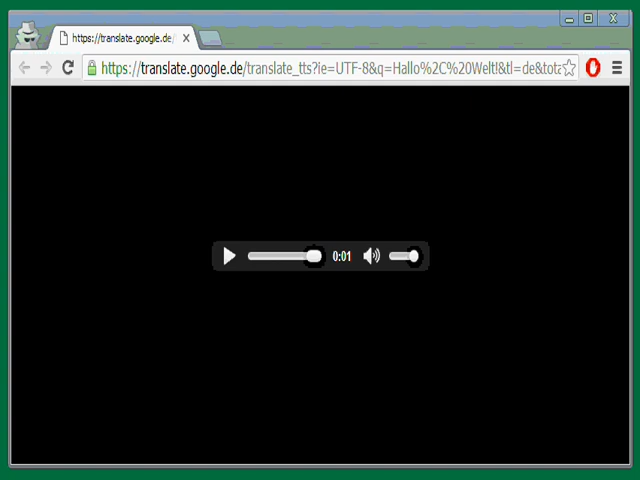 https://translate.google.de/
https://translate.google.de/translate_tts?ie=UTF-8&q=Hallo%2C%20Welt!&tl=de&tota
0:01